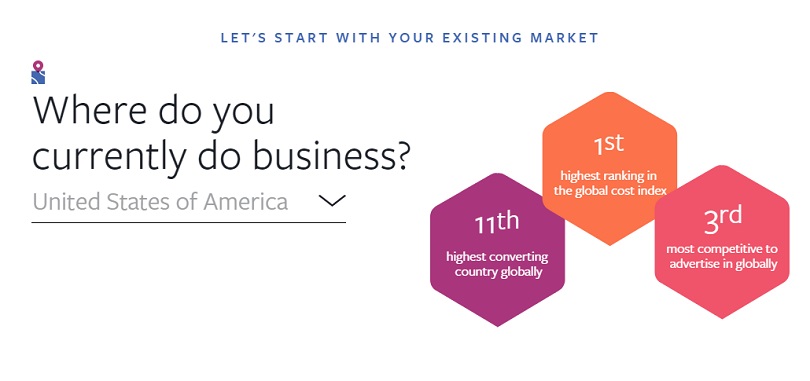 LET'S START WITH YOUR EXISTING MARKET
Where do you
currently do business?
United States of America
11th
highest converting
country globally
1st
highest ranking in
the global cost index
3rd
most competitive to
advertise in globally